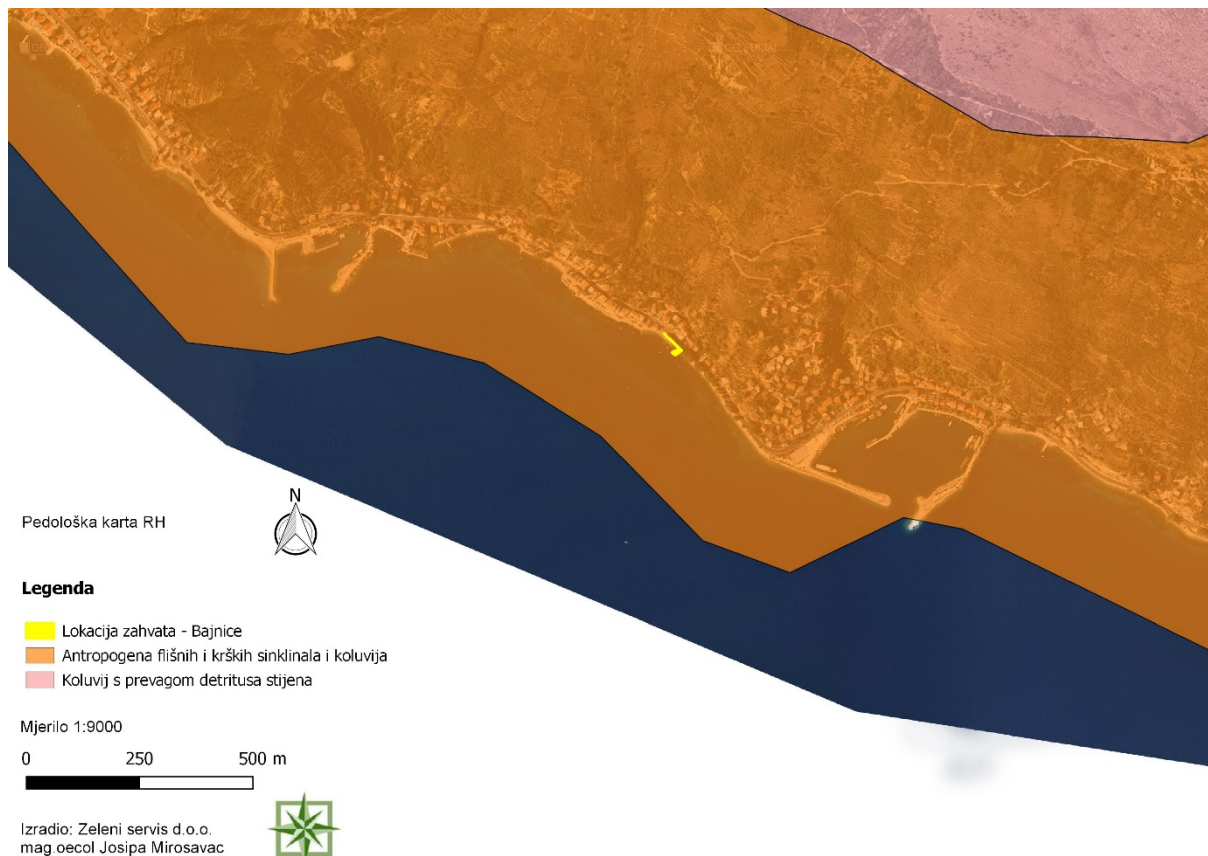 N
Pedološka karta RH
Legenda
Lokacija zahvata - Bajnice
Antropogena flišnih i krških sinklinala i koluvija
Koluvij s prevagom detritusa stijena
Mjerilo 1:9000
0 250 500 m
Izradio: Zeleni servis d.o.o.
mag.oecol Josipa Mirosavac